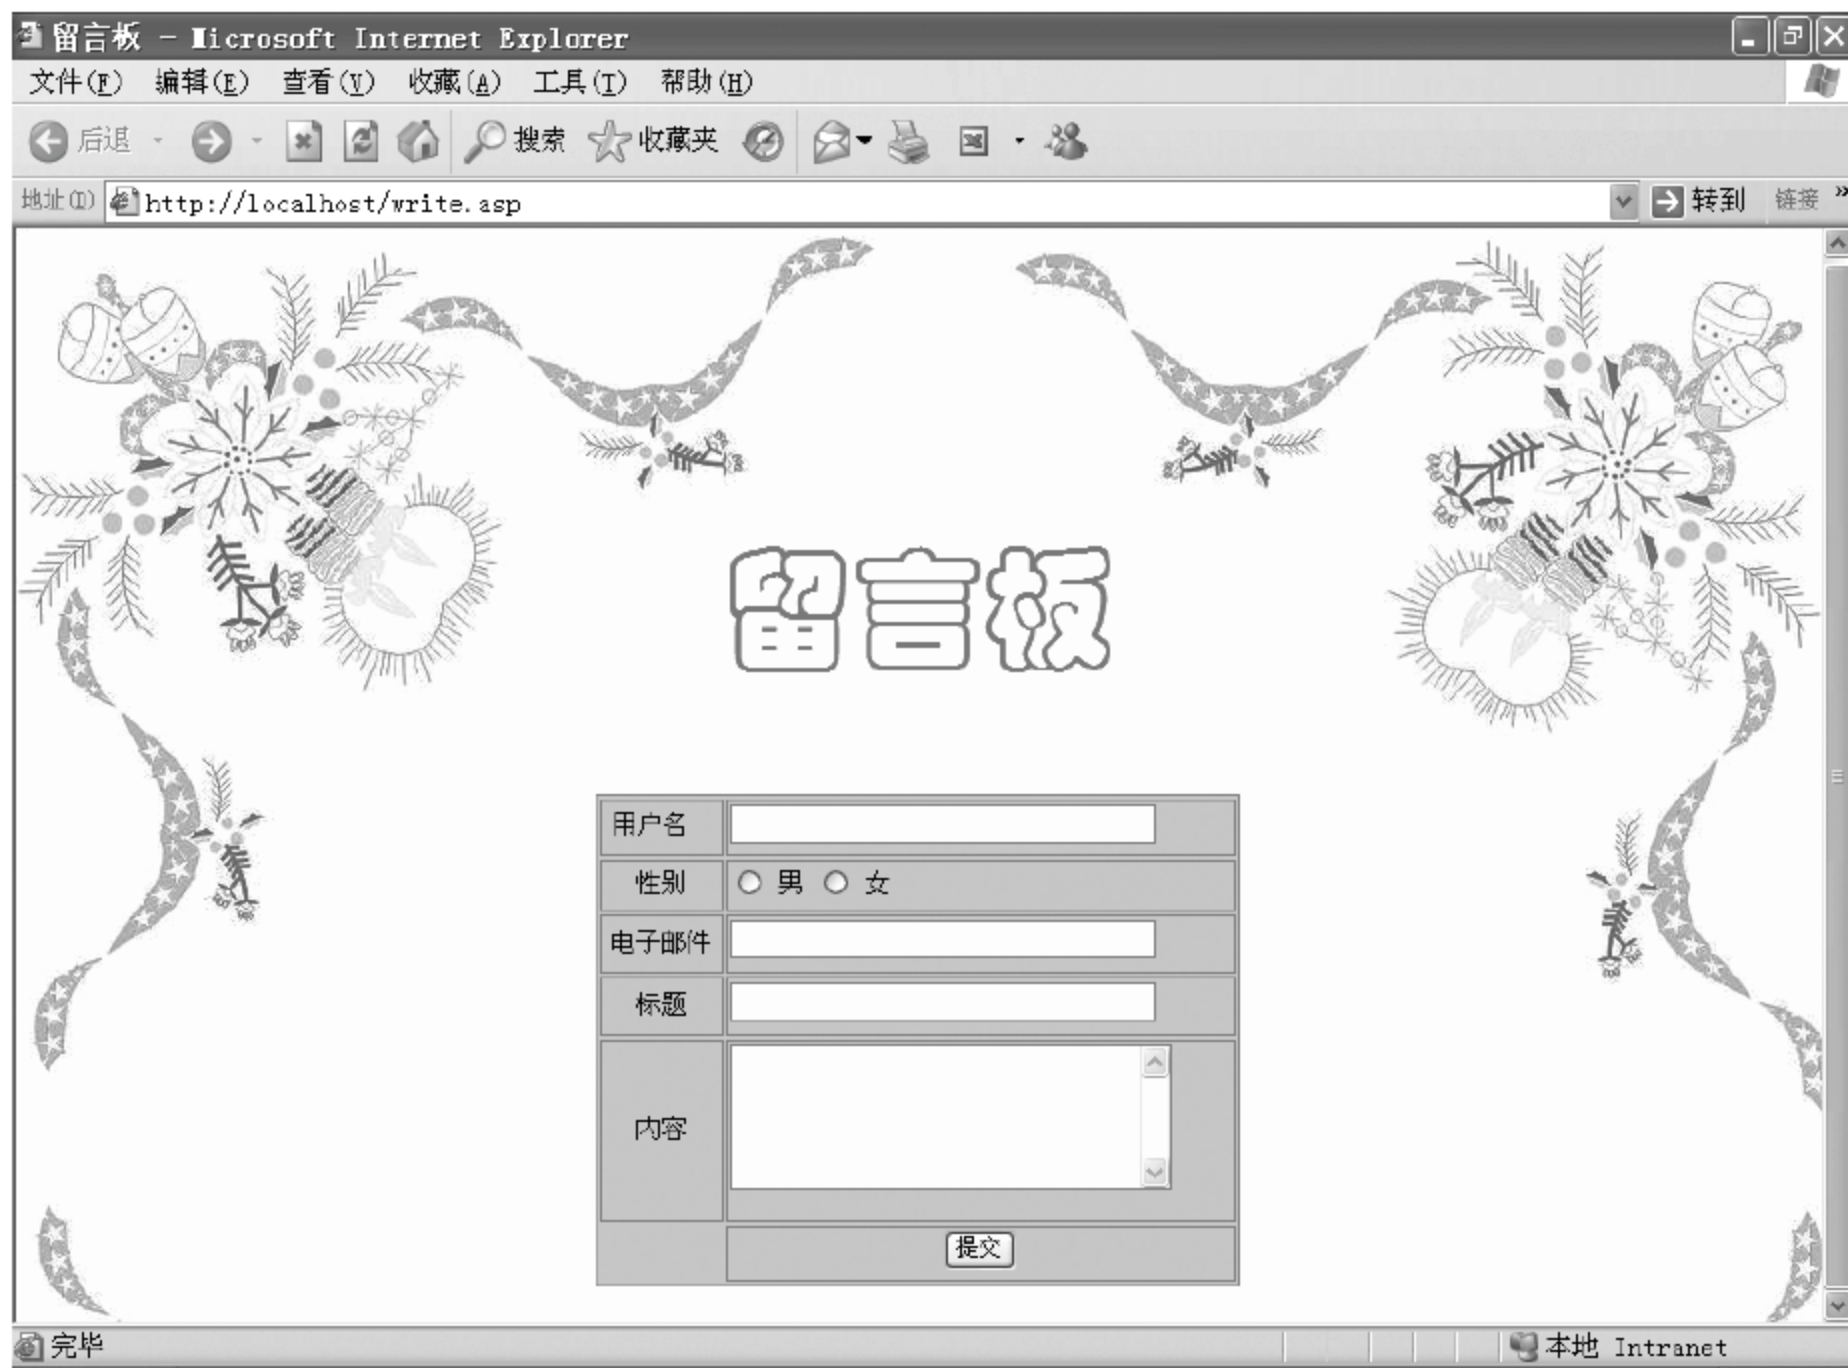 留言板 - Microsoft Internet Explorer
文件(F) 编辑(E) 查看(V) 收藏(A) 工具(T) 帮助(H)
后退 搜索 收藏夹
地址(D) http://localhost/write.asp 转到 链接 »
留言板
用户名
性别 男 女
电子邮件
标题
内容
提交
完毕 本地 Intranet